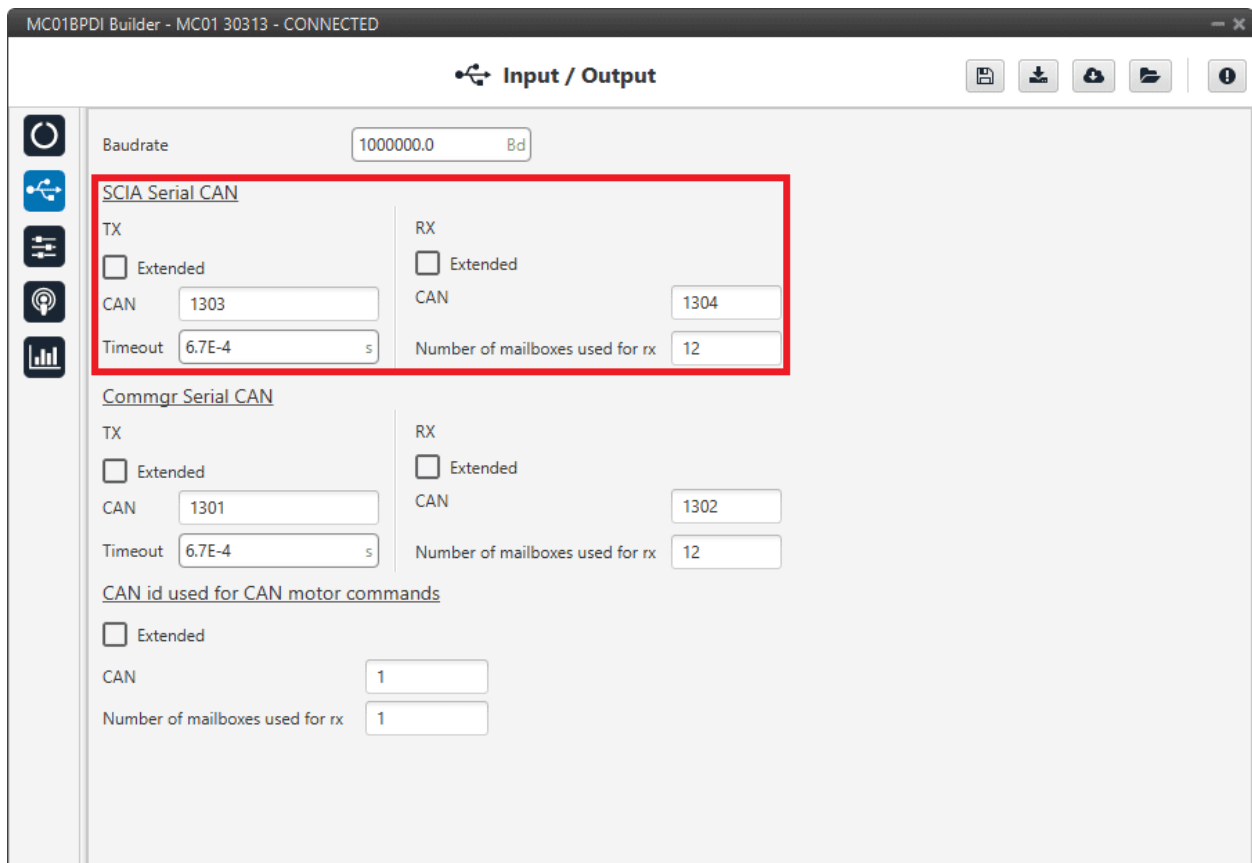 MC01BPDI Builder - MC01 30313 - CONNECTED
Input / Output
Baudrate 1000000.0 Bd
SCIA Serial CAN
TX
Extended
CAN 1303
Timeout 6.7E-4 s
RX
Extended
CAN 1304
Number of mailboxes used for rx 12
Commgr Serial CAN
TX
Extended
CAN 1301
Timeout 6.7E-4 s
RX
Extended
CAN 1302
Number of mailboxes used for rx 12
CAN id used for CAN motor commands
Extended
CAN 1
Number of mailboxes used for rx 1